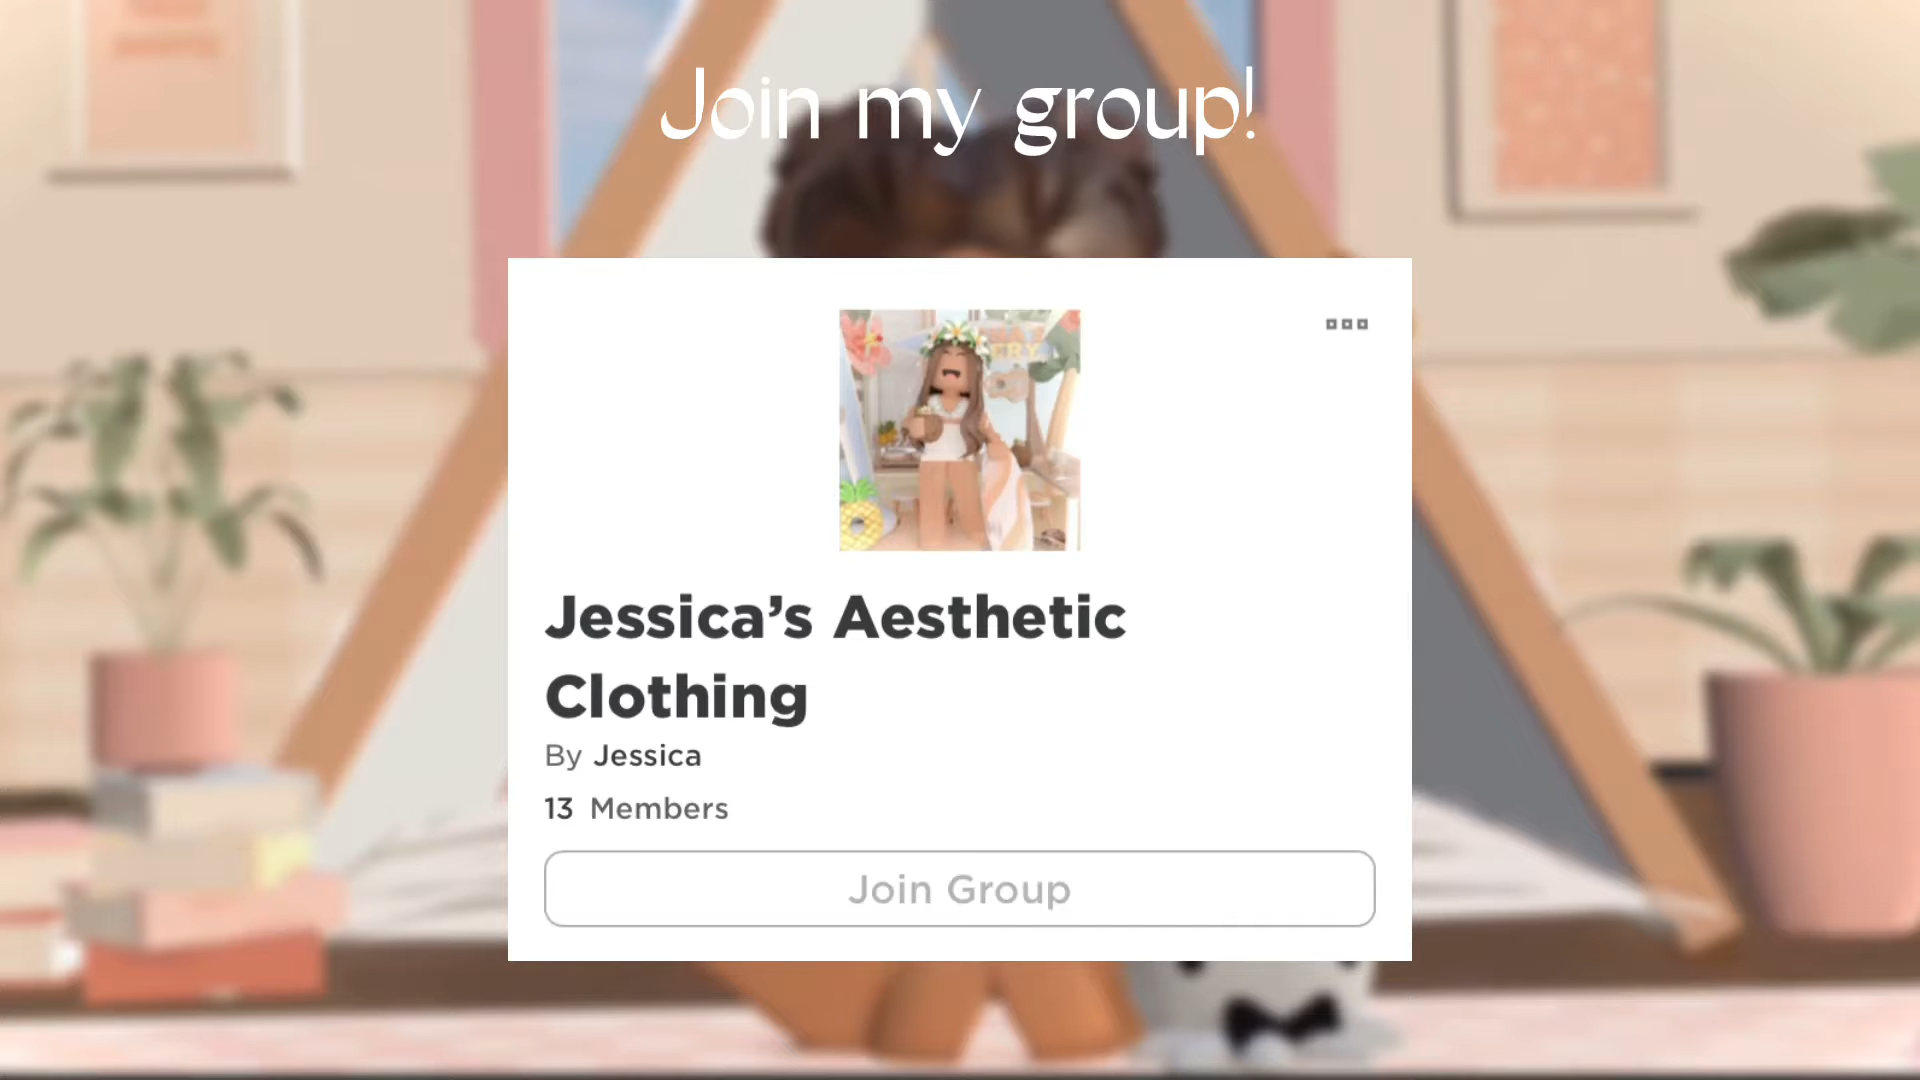 Join my group!
Jessica’s Aesthetic
Clothing
By Jessica
13 Members
Join Group